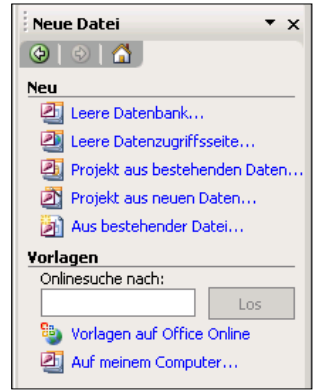 Neue Datei
Neu
Leere Datenbank...
Leere Datenzugriffsseite...
Projekt aus bestehenden Daten...
Projekt aus neuen Daten...
Aus bestehender Datei...
Vorlagen
Onlinesuche nach:
Los
Vorlagen auf Office Online
Auf meinem Computer...